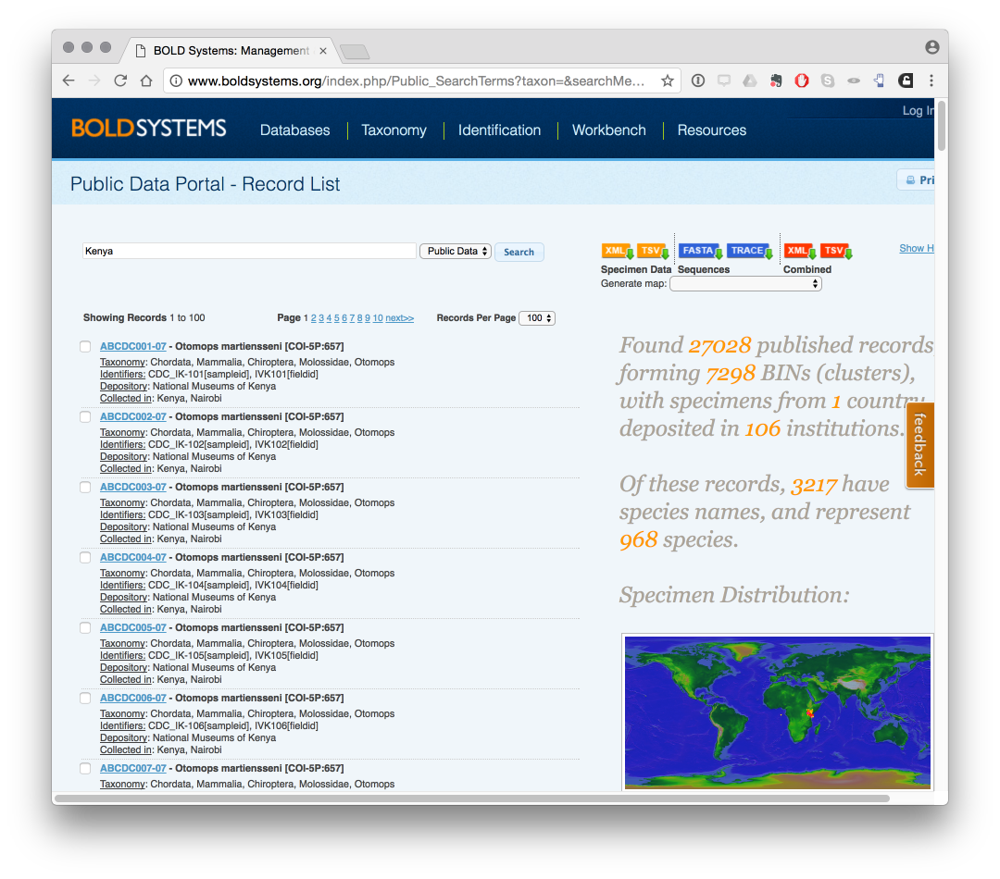 BOLD Systems: Management
www.boldsystems.org/index.php/Public_SearchTerms?taxon=&searchMe...
Log In
BOLDSYSTEMS Databases Taxonomy Identification Workbench Resources
Public Data Portal - Record List
Pri
Kenya Public Data Search
XML TSV FASTA TRACE XML TSV
Show H
Specimen Data Sequences Combined
Generate map:
Showing Records 1 to 100 Page 1 2 3 4 5 6 7 8 9 10 next>> Records Per Page 100
ABCDC001-07 - Otomops martiensseni [COI-5P:657]
Taxonomy: Chordata, Mammalia, Chiroptera, Molossidae, Otomops
Identifiers: CDC_IK-101[sampleid], IVK101[fieldid]
Depository: National Museums of Kenya
Collected in: Kenya, Nairobi
ABCDC002-07 - Otomops martiensseni [COI-5P:657]
Taxonomy: Chordata, Mammalia, Chiroptera, Molossidae, Otomops
Identifiers: CDC_IK-102[sampleid], IVK102[fieldid]
Depository: National Museums of Kenya
Collected in: Kenya, Nairobi
ABCDC003-07 - Otomops martiensseni [COI-5P:657]
Taxonomy: Chordata, Mammalia, Chiroptera, Molossidae, Otomops
Identifiers: CDC_IK-103[sampleid], IVK103[fieldid]
Depository: National Museums of Kenya
Collected in: Kenya, Nairobi
ABCDC004-07 - Otomops martiensseni [COI-5P:657]
Taxonomy: Chordata, Mammalia, Chiroptera, Molossidae, Otomops
Identifiers: CDC_IK-104[sampleid], IVK104[fieldid]
Depository: National Museums of Kenya
Collected in: Kenya, Nairobi
ABCDC005-07 - Otomops martiensseni [COI-5P:657]
Taxonomy: Chordata, Mammalia, Chiroptera, Molossidae, Otomops
Identifiers: CDC_IK-105[sampleid], IVK105[fieldid]
Depository: National Museums of Kenya
Collected in: Kenya, Nairobi
ABCDC006-07 - Otomops martiensseni [COI-5P:657]
Taxonomy: Chordata, Mammalia, Chiroptera, Molossidae, Otomops
Identifiers: CDC_IK-106[sampleid], IVK106[fieldid]
Depository: National Museums of Kenya
Collected in: Kenya, Nairobi
ABCDC007-07 - Otomops martiensseni [COI-5P:657]
Taxonomy: Chordata, Mammalia, Chiroptera, Molossidae, Otomops
Found 27028 published records,
forming 7298 BINs (clusters),
with specimens from 1 country,
deposited in 106 institutions.
Of these records, 3217 have
species names, and represent
968 species.
Specimen Distribution:
feedback